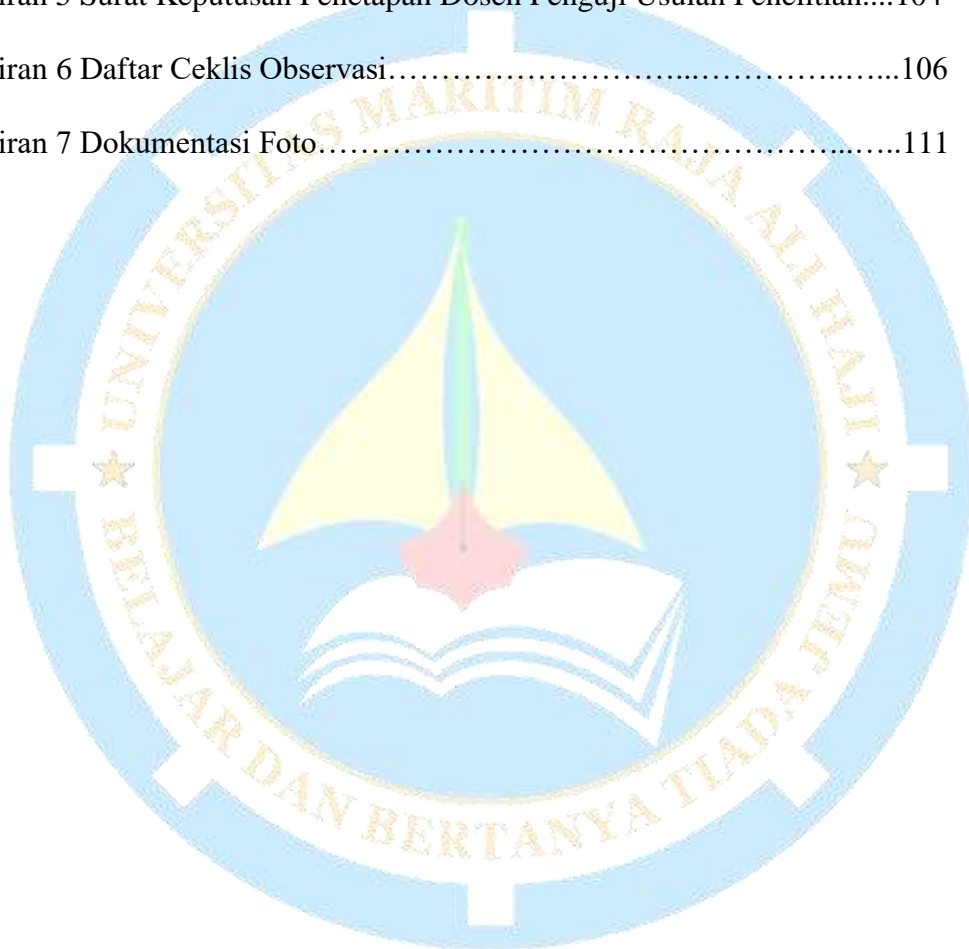 iran 5 Surat Keputusan Penetapan Dosen Penguji Usulan Penelitian....104
iran 6 Daftar Ceklis Observasi………………………..…………..…...106
iran 7 Dokumentasi Foto…………………………………………...…..111
UNIVERSITAS MARITIM RAJA ALI HAJI
BELAJAR DAN BERTANYA TIADA JEMU